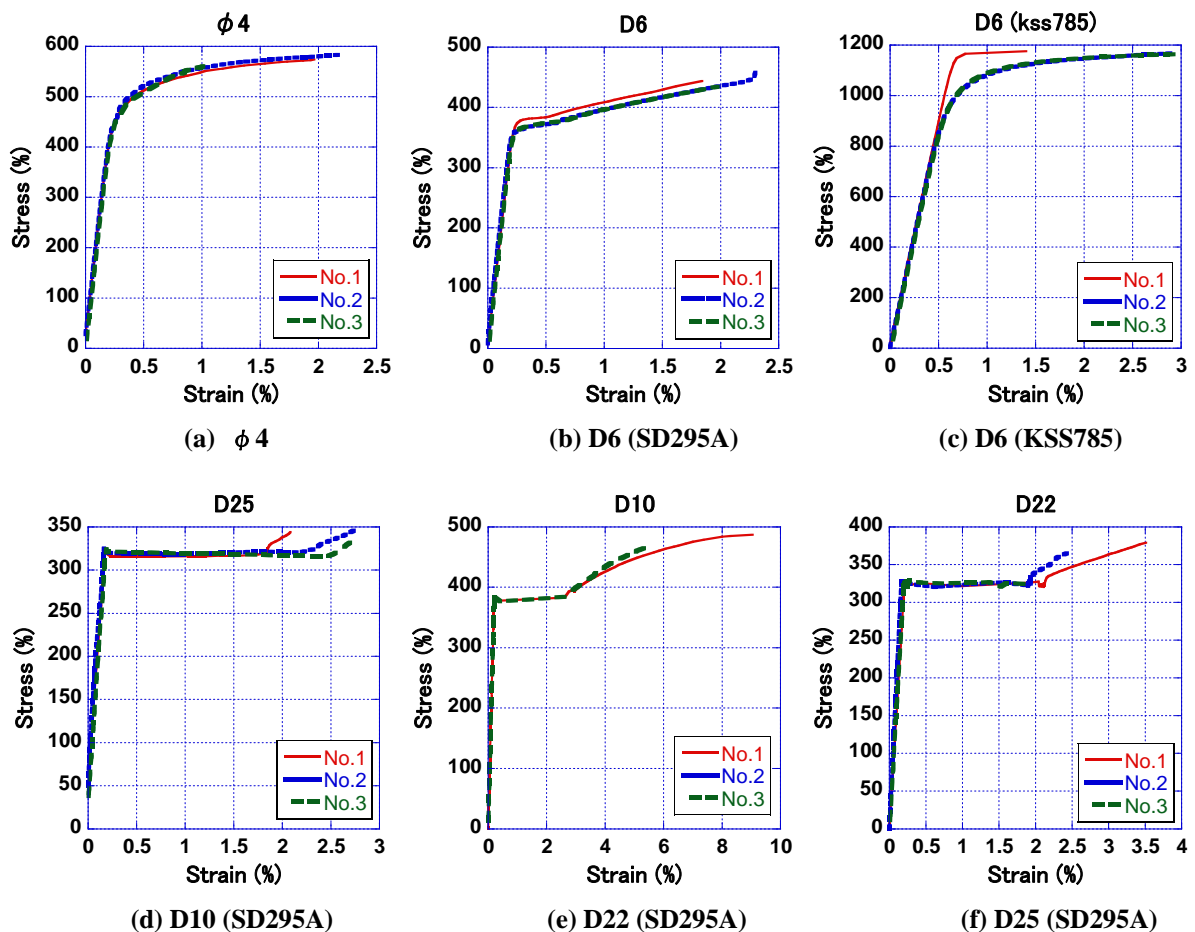 φ4
600
500
400
300
200
100
0
Stress (%)
0 0.5 1 1.5 2 2.5
Strain (%)
No.1
No.2
No.3
(a) φ4
D6
500
400
300
200
100
0
Stress (%)
0 0.5 1 1.5 2 2.5
Strain (%)
No.1
No.2
No.3
(b) D6 (SD295A)
D6 (kss785)
1200
1000
800
600
400
200
0
Stress (%)
0 0.5 1 1.5 2 2.5 3
Strain (%)
No.1
No.2
No.3
(c) D6 (KSS785)
D25
350
300
250
200
150
100
50
0
Stress (%)
0 0.5 1 1.5 2 2.5 3
Strain (%)
No.1
No.2
No.3
(d) D10 (SD295A)
D10
500
400
300
200
100
0
Stress (%)
0 2 4 6 8 10
Strain (%)
No.1
No.2
No.3
(e) D22 (SD295A)
D22
400
350
300
250
200
150
100
50
0
Stress (%)
0 0.5 1 1.5 2 2.5 3 3.5 4
Strain (%)
No.1
No.2
No.3
(f) D25 (SD295A)